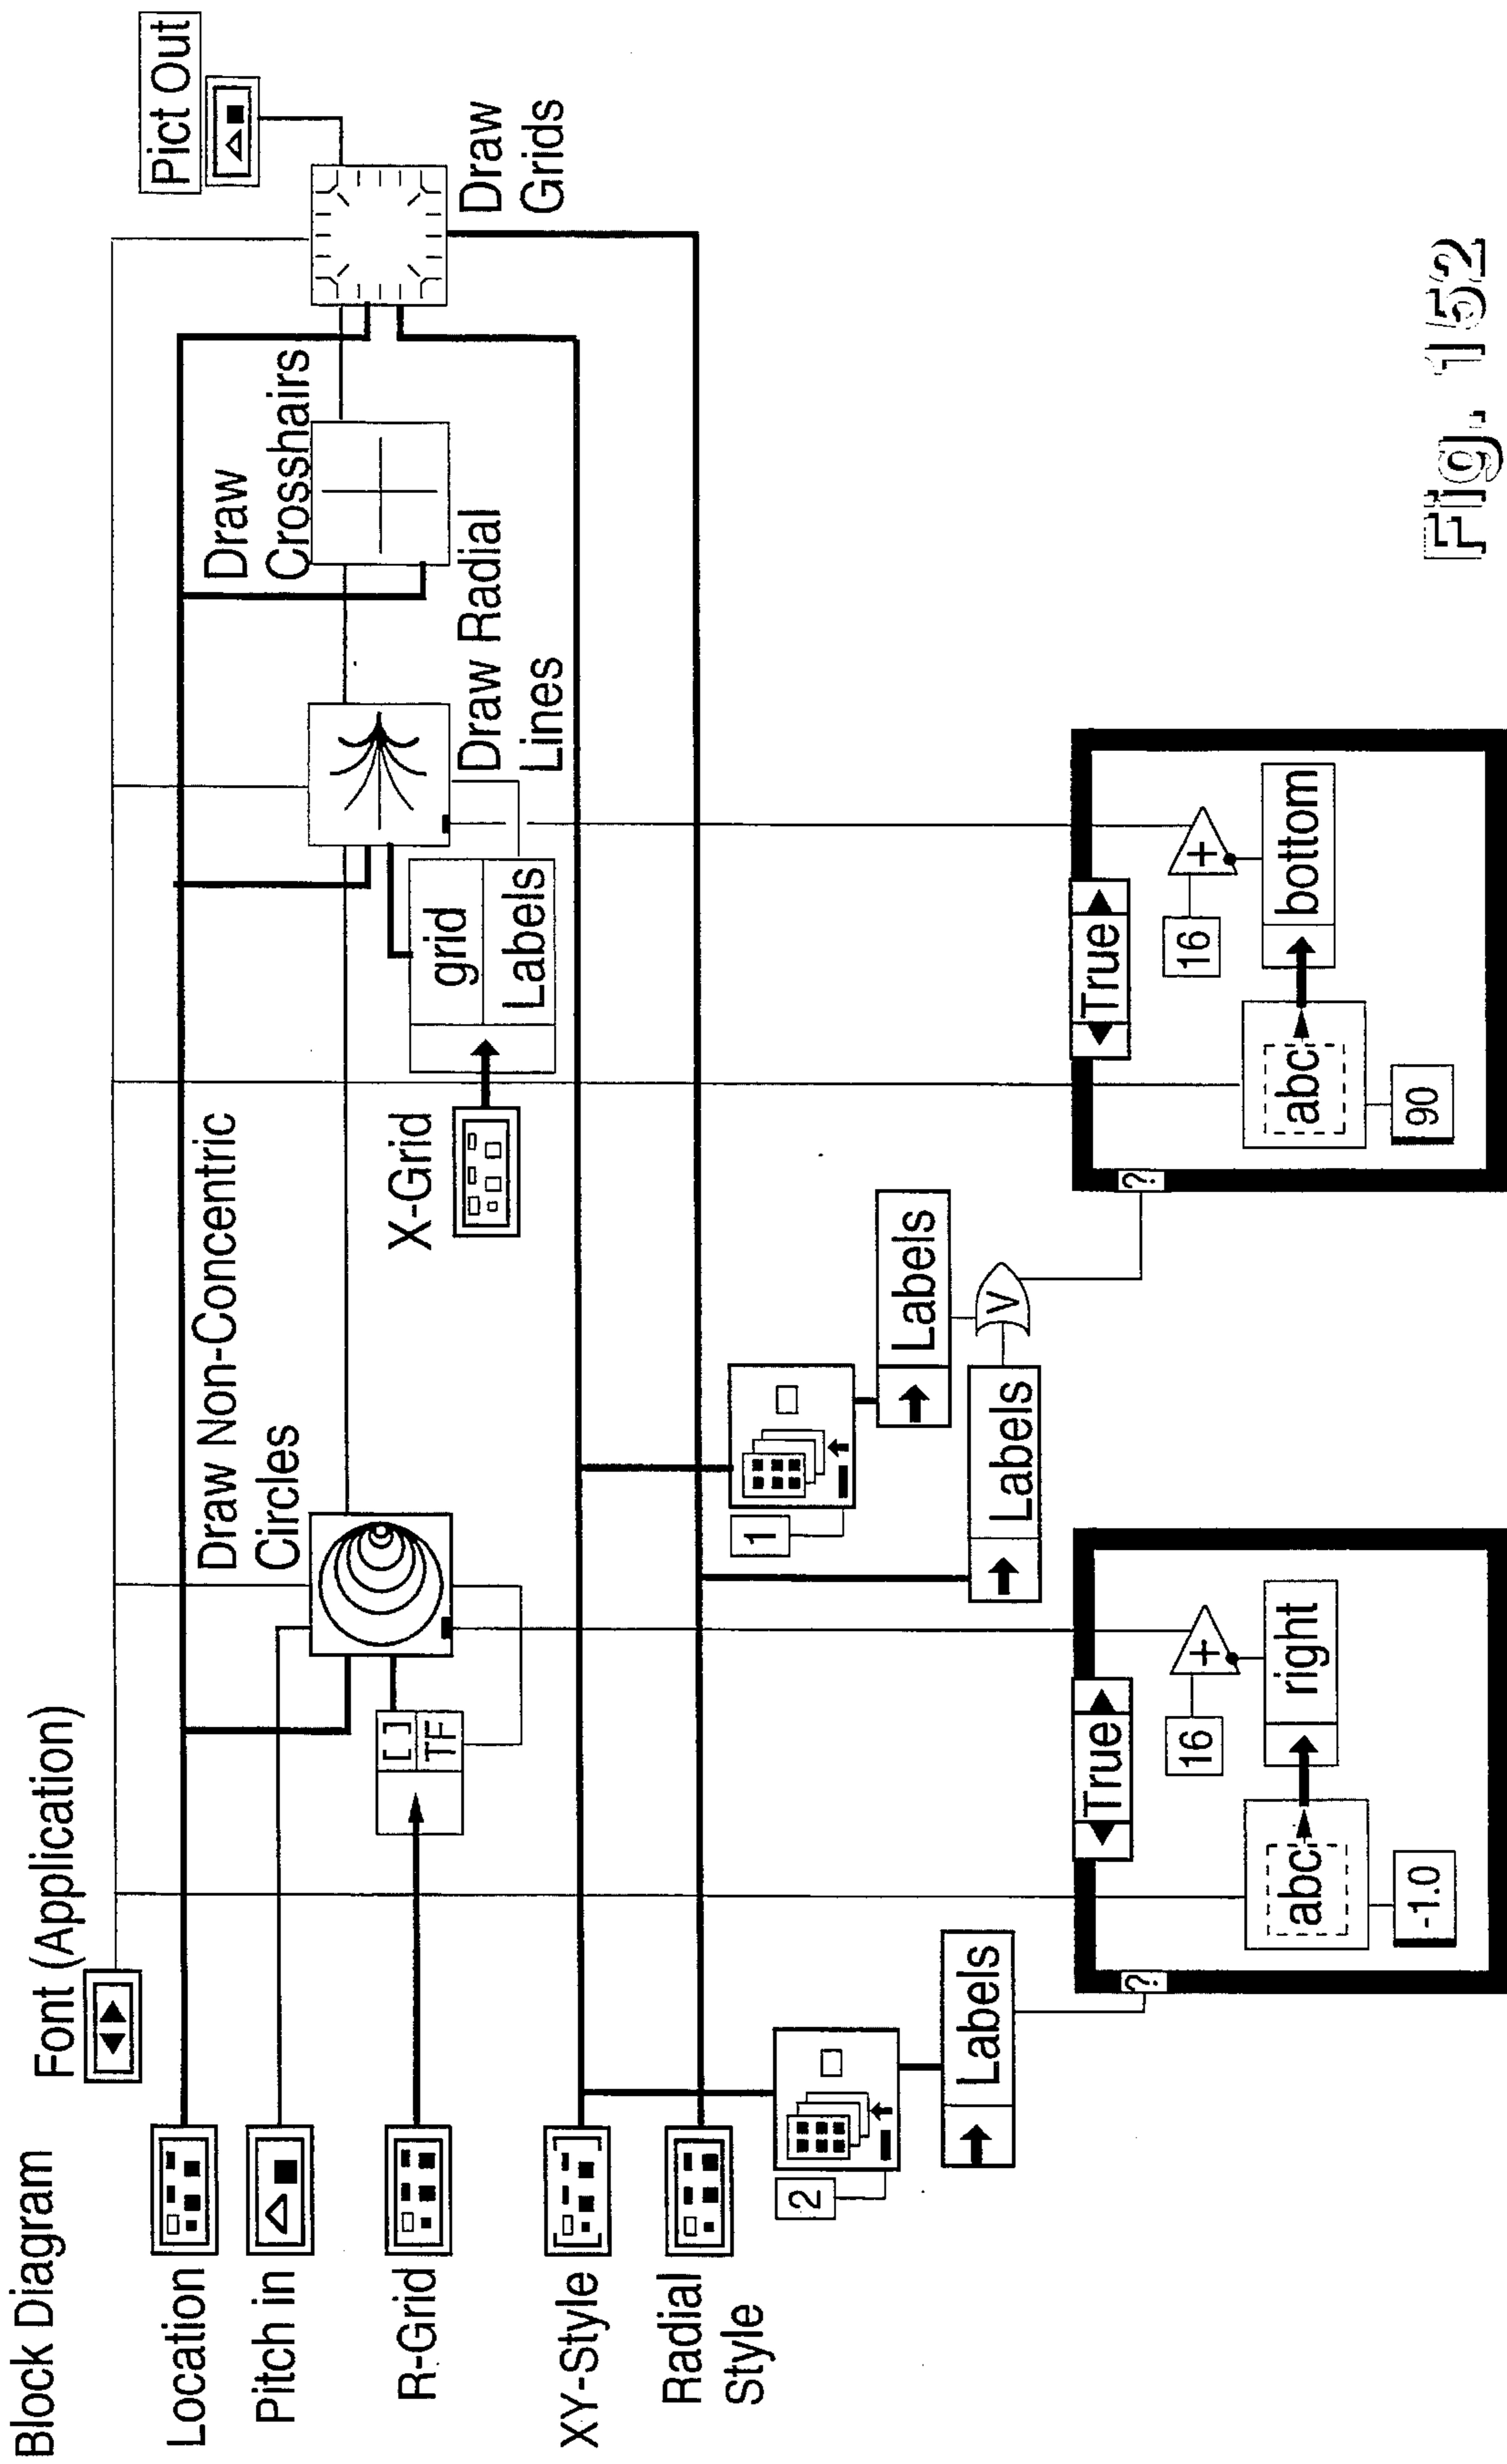 Block Diagram
Font (Application)
Pict Out
Location
Pitch in
R-Grid
XY-Style
Radial
Style
Draw Non-Concentric
Circles
[ ]
TF
X-Grid
grid
Labels
Draw Radial
Lines
Draw
Crosshairs
Draw
Grids
2
Labels
1
Labels
Labels
V
?
True
16
+
right
abc
-1.0
?
True
16
+
bottom
abc
90
Fig. 152